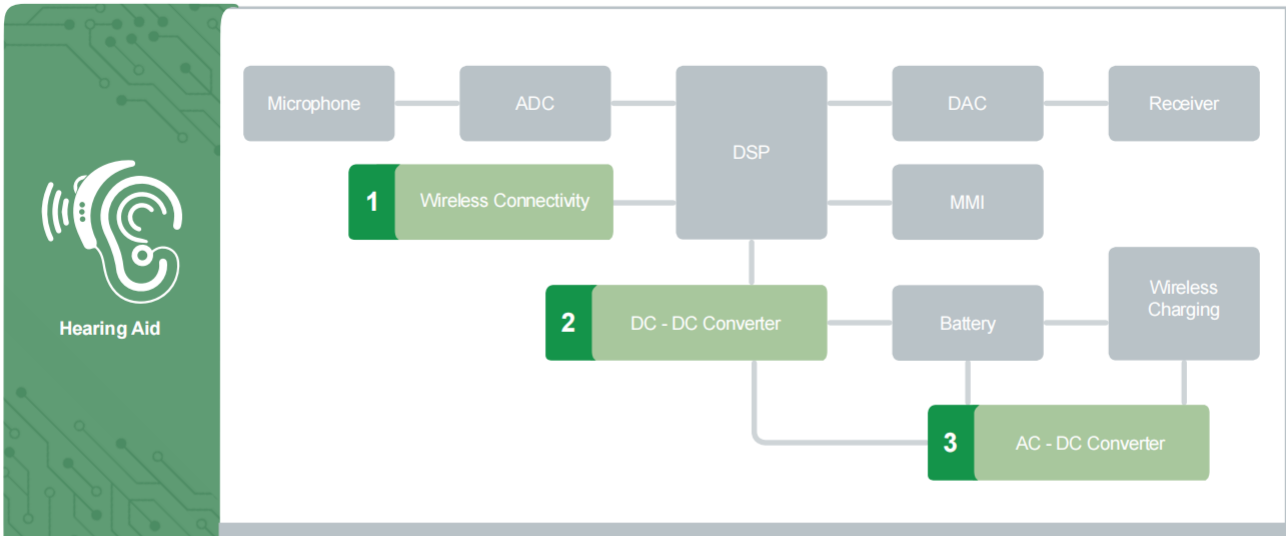 Hearing Aid
Microphone
ADC
DSP
DAC
Receiver
1
Wireless Connectivity
MMI
2
DC - DC Converter
Battery
Wireless
Charging
3
AC - DC Converter